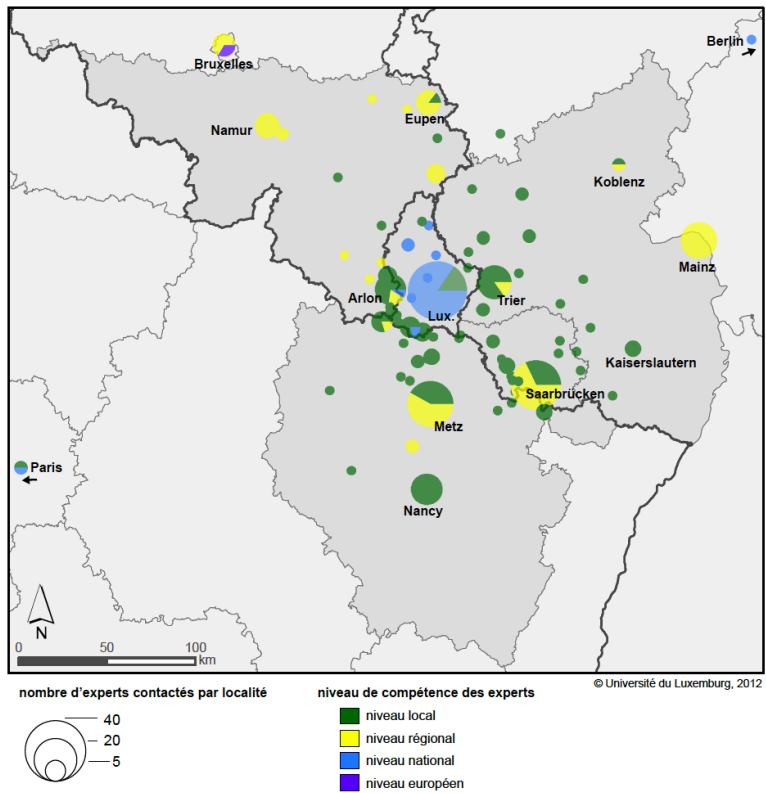 Berlin
Bruxelles
Namur
Eupen
Koblenz
Mainz
Arlon
Lux.
Trier
Kaiserslautern
Saarbrücken
Metz
Paris
Nancy
N
0 50 100
km
© Université du Luxemburg, 2012
nombre d'experts contactés par localité
40
20
5
niveau de compétence des experts
niveau local
niveau régional
niveau national
niveau européen